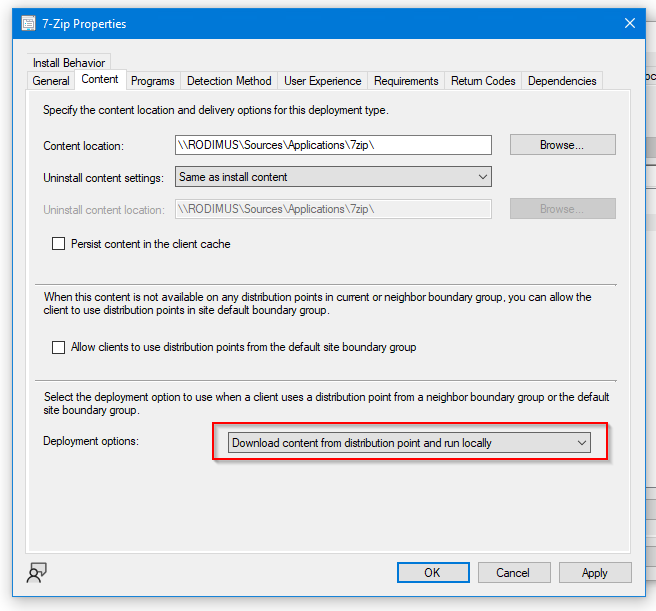 7-Zip Properties
Install Behavior
General
Content
Programs
Detection Method
User Experience
Requirements
Return Codes
Dependencies
Specify the content location and delivery options for this deployment type.
Content location:
\\RODIMUS\Sources\Applications\7zip\
Browse...
Uninstall content settings:
Same as install content
Uninstall content location:
\\RODIMUS\Sources\Applications\7zip\
Browse...
Persist content in the client cache
When this content is not available on any distribution points in current or neighbor boundary group, you can allow the
client to use distribution points in site default boundary group.
Allow clients to use distribution points from the default site boundary group
Select the deployment option to use when a client uses a distribution point from a neighbor boundary group or the default
site boundary group.
Deployment options:
Download content from distribution point and run locally
OK
Cancel
Apply